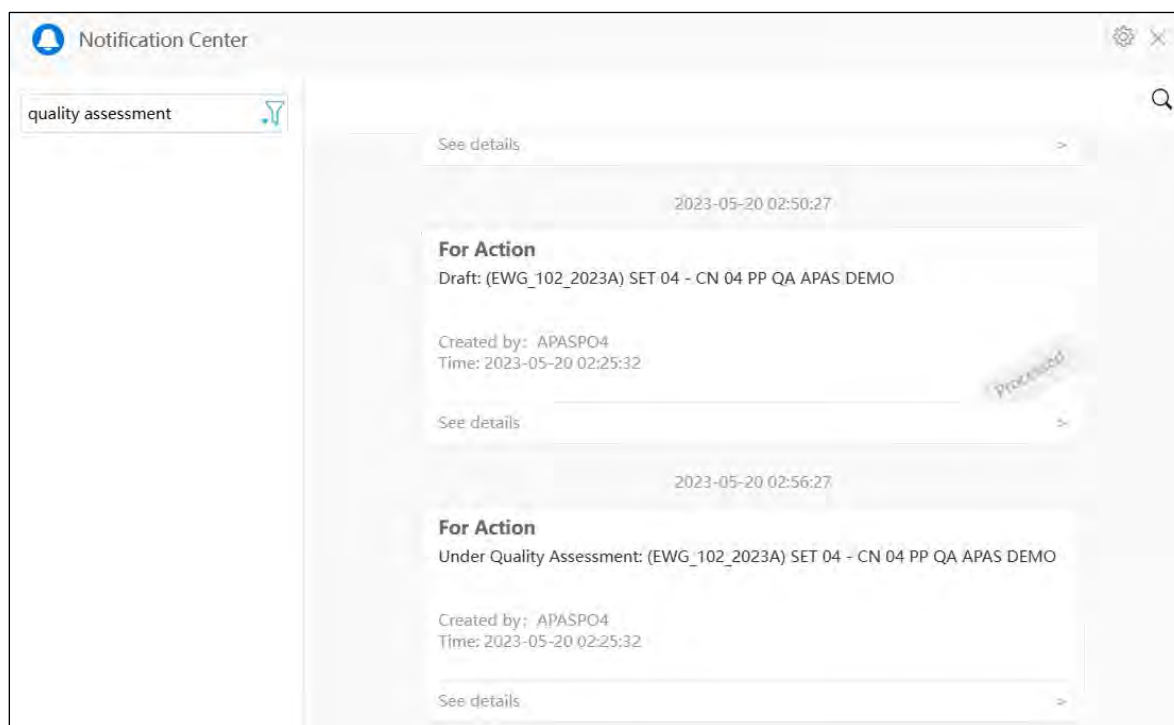 Notification Center
quality assessment
See details >
2023-05-20 02:50:27
For Action
Draft: (EWG_102_2023A) SET 04 - CN 04 PP QA APAS DEMO
Created by: APASPO4
Time: 2023-05-20 02:25:32
Processed
See details >
2023-05-20 02:56:27
For Action
Under Quality Assessment: (EWG_102_2023A) SET 04 - CN 04 PP QA APAS DEMO
Created by: APASPO4
Time: 2023-05-20 02:25:32
See details >